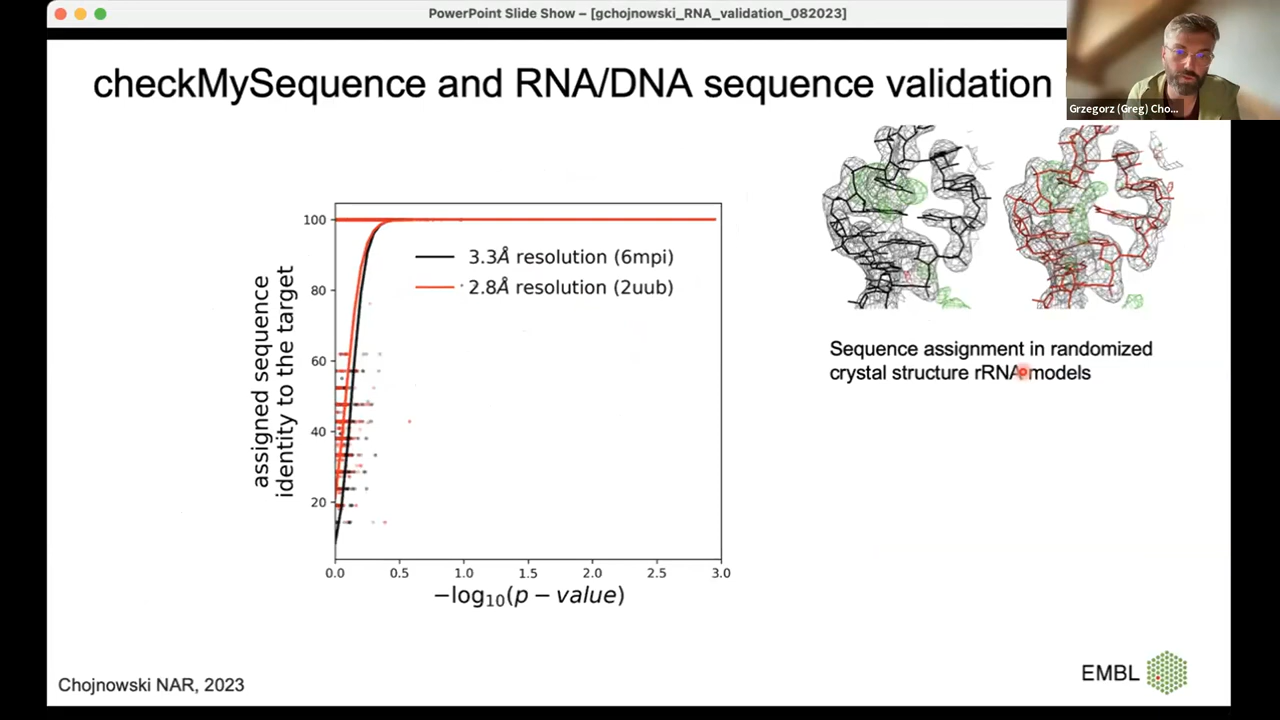 PowerPoint Slide Show – [gchojnowski_RNA_validation_082023]
checkMySequence and RNA/DNA sequence validation
Grzegorz (Greg) Cho...
100
80
60
40
20
assigned sequence
identity to the target
3.3Å resolution (6mpi)
2.8Å resolution (2uub)
0.0 0.5 1.0 1.5 2.0 2.5 3.0
−log₁₀(p − value)
Sequence assignment in randomized
crystal structure rRNA models
Chojnowski NAR, 2023
EMBL